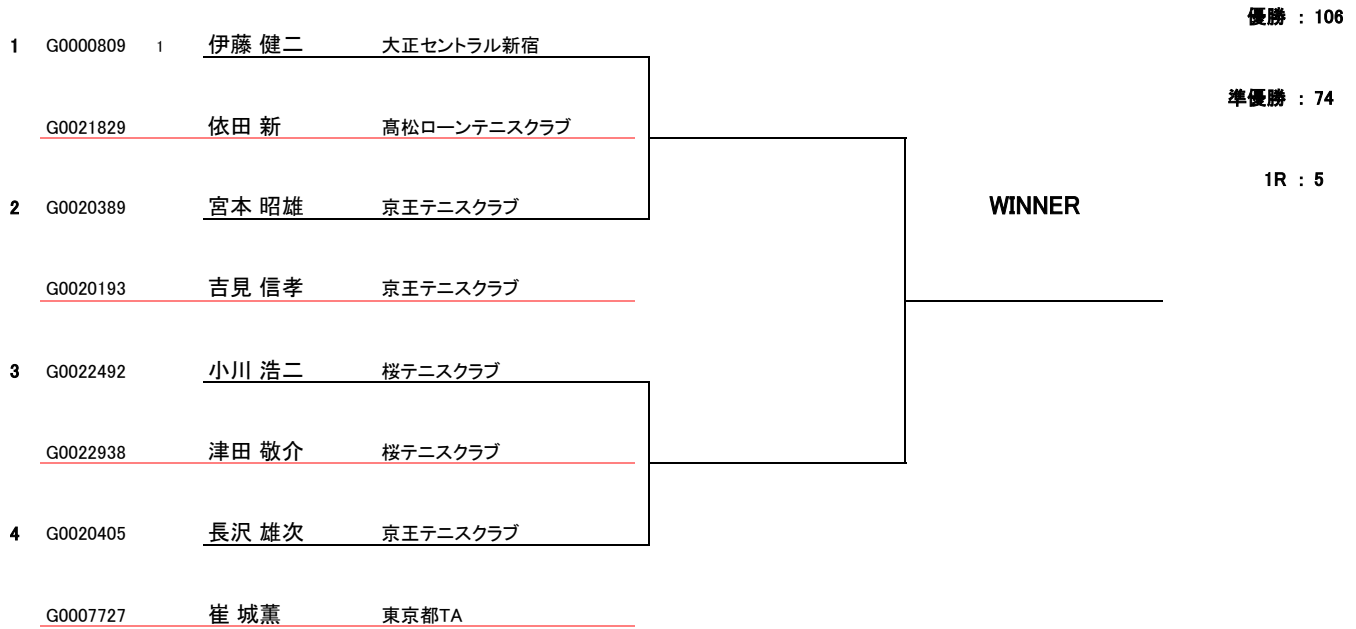 優勝 : 106
1 G0000809 1 伊藤 健二 大正セントラル新宿
準優勝 : 74
G0021829 依田 新 髙松ローンテニスクラブ
1R : 5
2 G0020389 宮本 昭雄 京王テニスクラブ
WINNER
G0020193 吉見 信孝 京王テニスクラブ
3 G0022492 小川 浩二 桜テニスクラブ
G0022938 津田 敬介 桜テニスクラブ
4 G0020405 長沢 雄次 京王テニスクラブ
G0007727 崔 城薫 東京都TA